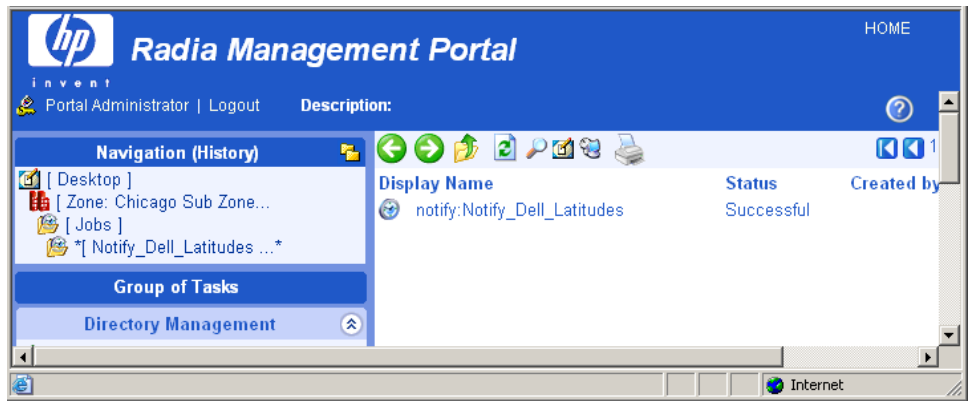 hp
invent
Radia Management Portal
HOME
Portal Administrator | Logout
Description:
?
Navigation (History)
[ Desktop ]
[ Zone: Chicago Sub Zone...
[ Jobs ]
*[ Notify_Dell_Latitudes ...*
Group of Tasks
Directory Management
1
Display Name Status Created by
notify:Notify_Dell_Latitudes Successful
Internet